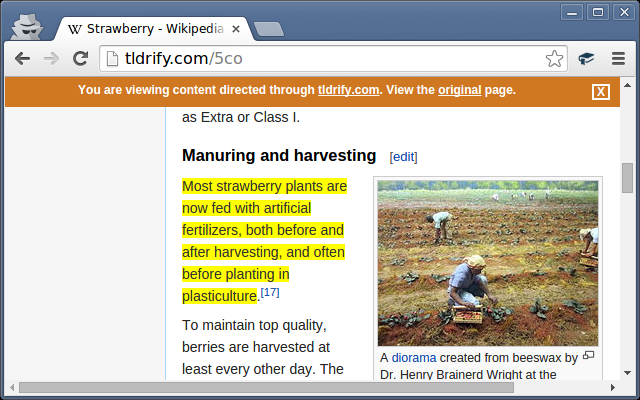 Strawberry - Wikipedia
tldrify.com/5co
You are viewing content directed through tldrify.com. View the original page.
X
as Extra or Class I.
Manuring and harvesting [edit]
Most strawberry plants are
now fed with artificial
fertilizers, both before and
after harvesting, and often
before planting in
plasticulture.[17]
To maintain top quality,
berries are harvested at
least every other day. The
A diorama created from beeswax by
Dr. Henry Brainerd Wright at the